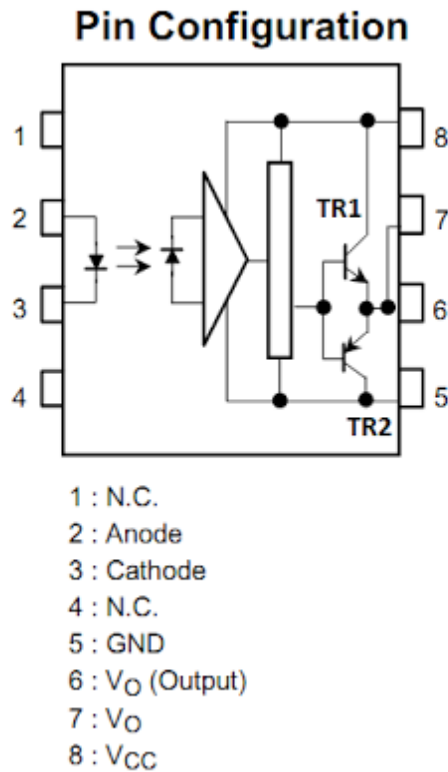 Pin Configuration
1
8
TR1
2
7
3
6
4
5
TR2
1 : N.C.
2 : Anode
3 : Cathode
4 : N.C.
5 : GND
6 : VO (Output)
7 : VO
8 : VCC